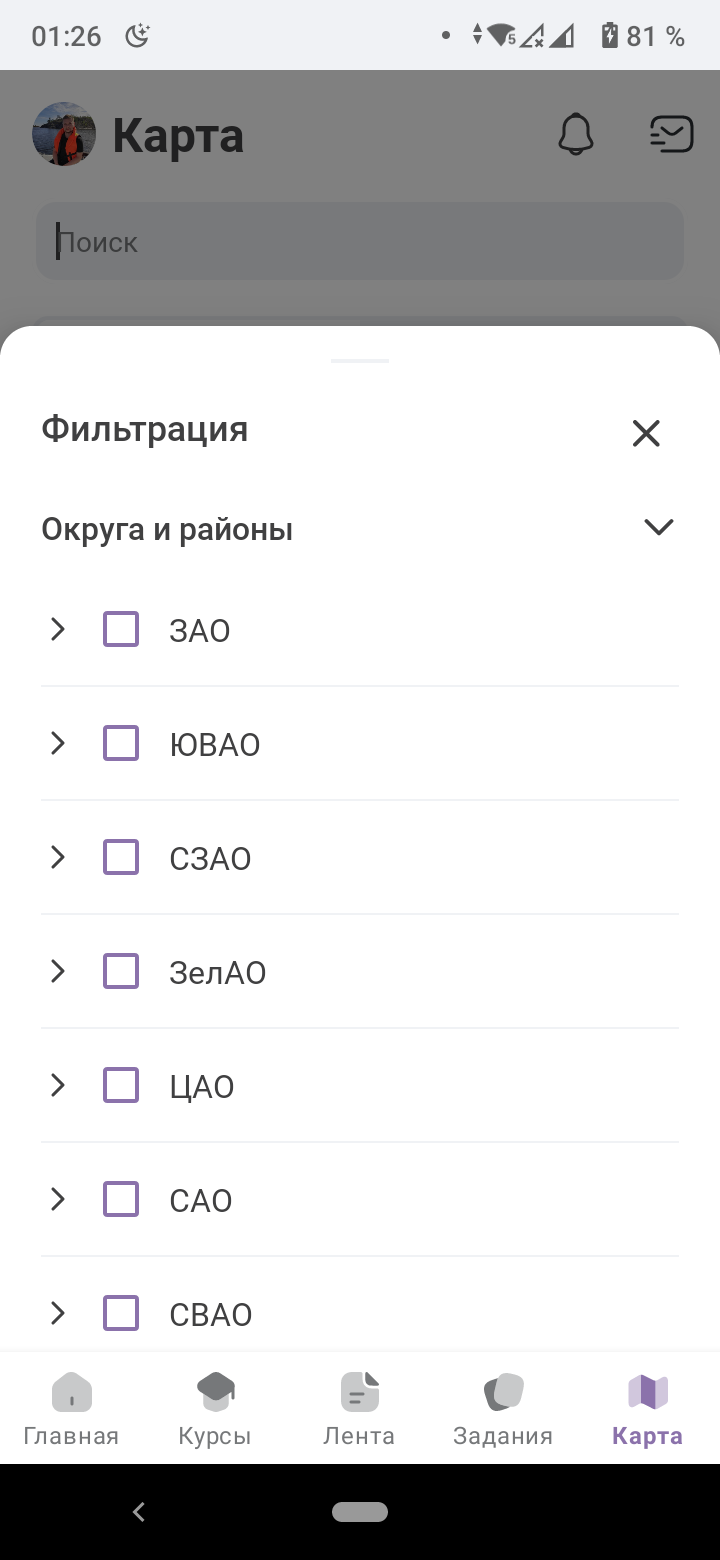 01:26 5 81 %
Карта
Поиск
Фильтрация
Округа и районы
ЗАО
ЮВАО
СЗАО
ЗелАО
ЦАО
САО
СВАО
Главная Курсы Лента Задания Карта